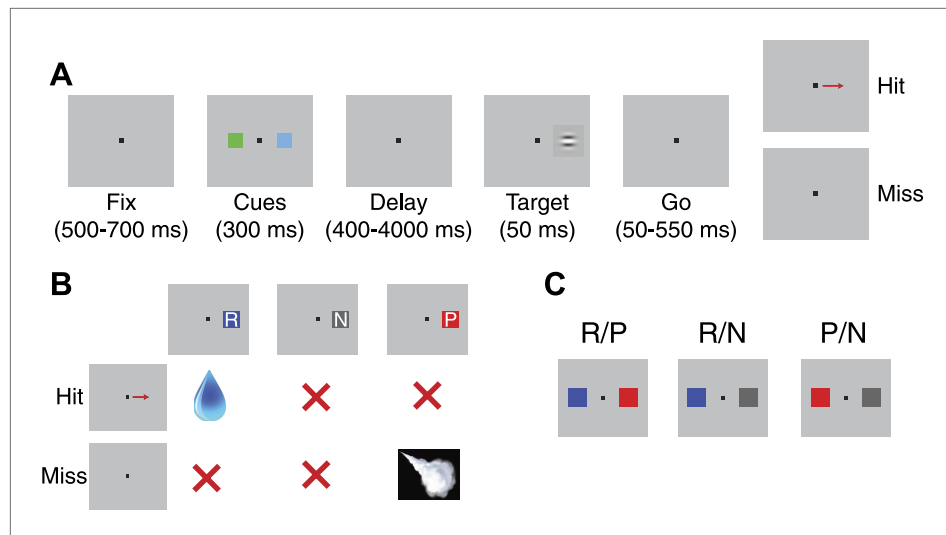 A
Hit
Miss
Fix
(500-700 ms)
Cues
(300 ms)
Delay
(400-4000 ms)
Target
(50 ms)
Go
(50-550 ms)
B
R
N
P
Hit
Miss
C
R/P
R/N
P/N